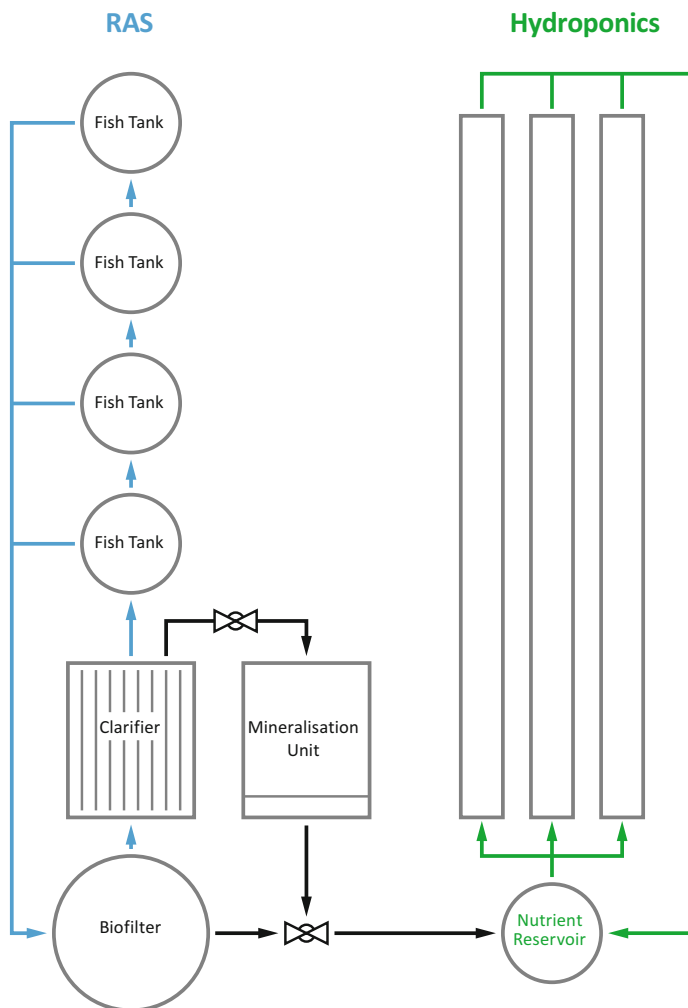 RAS
Hydroponics
Fish Tank
Fish Tank
Fish Tank
Fish Tank
Clarifier
Mineralisation
Unit
Biofilter
Nutrient
Reservoir